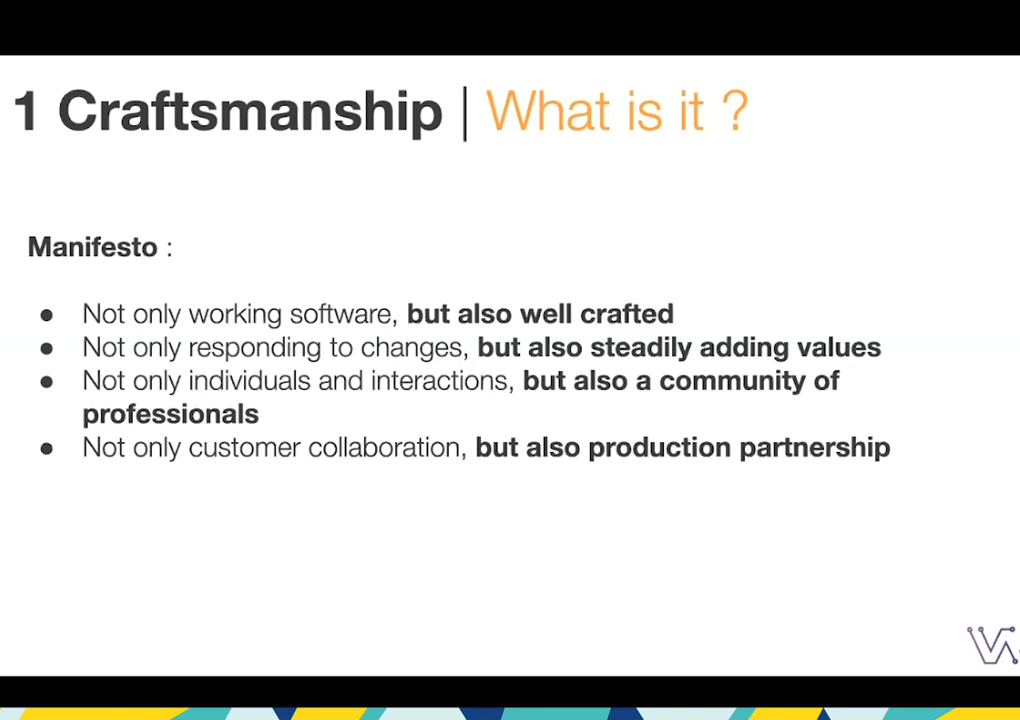 1 Craftsmanship | What is it ?
Manifesto :
● Not only working software, but also well crafted
● Not only responding to changes, but also steadily adding values
● Not only individuals and interactions, but also a community of
professionals
● Not only customer collaboration, but also production partnership